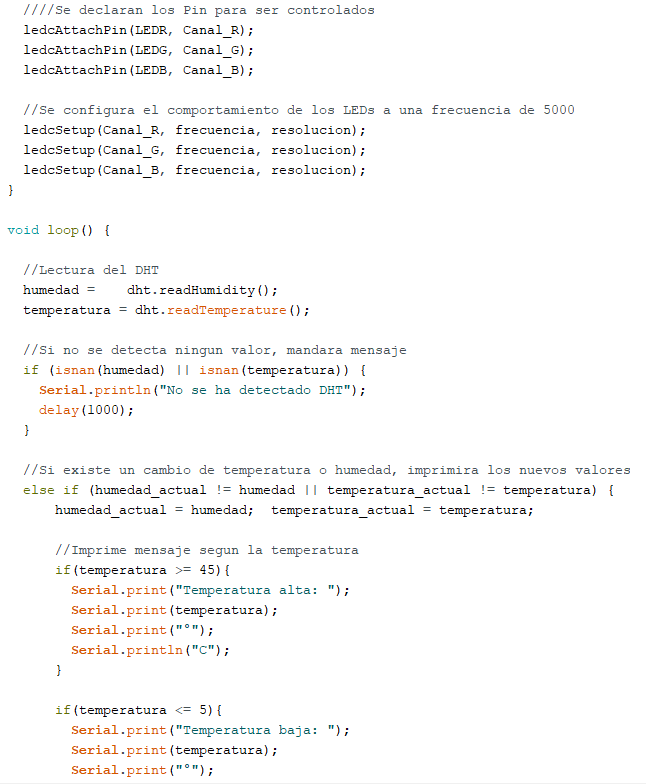 ////Se declaran los Pin para ser controlados
ledcAttachPin(LEDR, Canal_R);
ledcAttachPin(LEDG, Canal_G);
ledcAttachPin(LEDB, Canal_B);

//Se configura el comportamiento de los LEDs a una frecuencia de 5000
ledcSetup(Canal_R, frecuencia, resolucion);
ledcSetup(Canal_G, frecuencia, resolucion);
ledcSetup(Canal_B, frecuencia, resolucion);
}

void loop() {

//Lectura del DHT
humedad =    dht.readHumidity();
temperatura = dht.readTemperature();

//Si no se detecta ningun valor, mandara mensaje
if (isnan(humedad) || isnan(temperatura)) {
Serial.println("No se ha detectado DHT");
delay(1000);
}

//Si existe un cambio de temperatura o humedad, imprimira los nuevos valores
else if (humedad_actual != humedad || temperatura_actual != temperatura) {
humedad_actual = humedad;  temperatura_actual = temperatura;

//Imprime mensaje segun la temperatura
if(temperatura >= 45){
Serial.print("Temperatura alta: ");
Serial.print(temperatura);
Serial.print("°");
Serial.println("C");
}

if(temperatura <= 5){
Serial.print("Temperatura baja: ");
Serial.print(temperatura);
Serial.print("°");